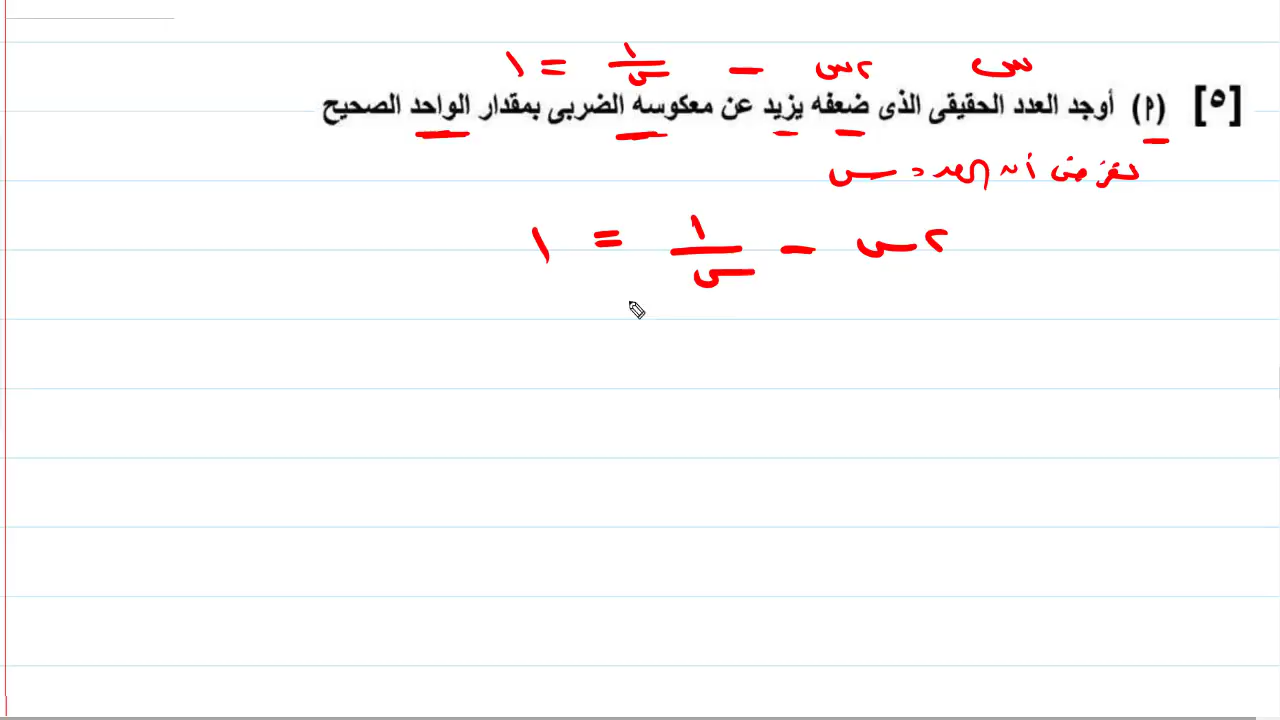 س ٢س - ١/س = ١
[٥] (أ) أوجد العدد الحقيقى الذى ضعفه يزيد عن معكوسه الضربى بمقدار الواحد الصحيح
نفرض أن العدد = س
٢س - ١/س = ١